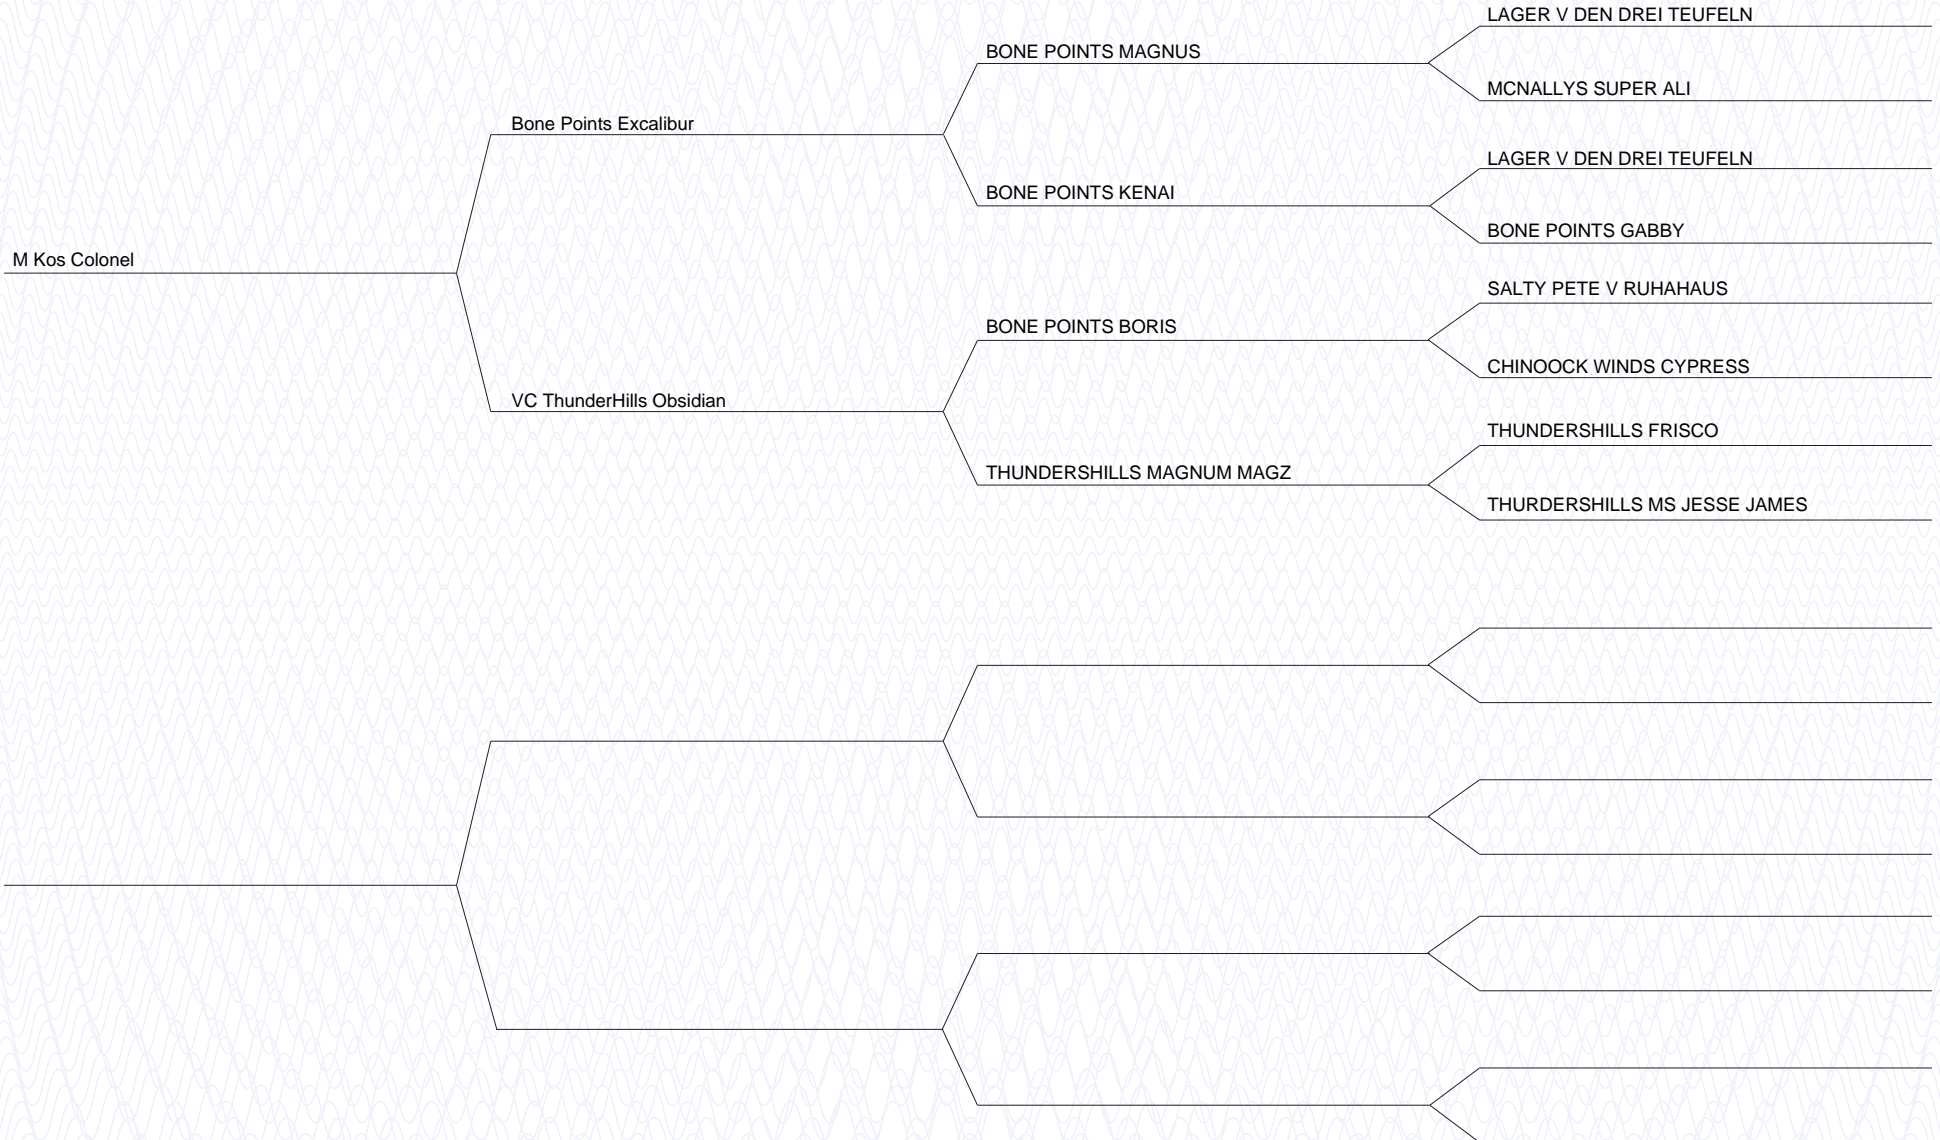 LAGER V DEN DREI TEUFELN
BONE POINTS MAGNUS
MCNALLYS SUPER ALI
Bone Points Excalibur
LAGER V DEN DREI TEUFELN
BONE POINTS KENAI
BONE POINTS GABBY
M Kos Colonel
SALTY PETE V RUHAHAUS
BONE POINTS BORIS
CHINOOCK WINDS CYPRESS
VC ThunderHills Obsidian
THUNDERSHILLS FRISCO
THUNDERSHILLS MAGNUM MAGZ
THURDERSHILLS MS JESSE JAMES